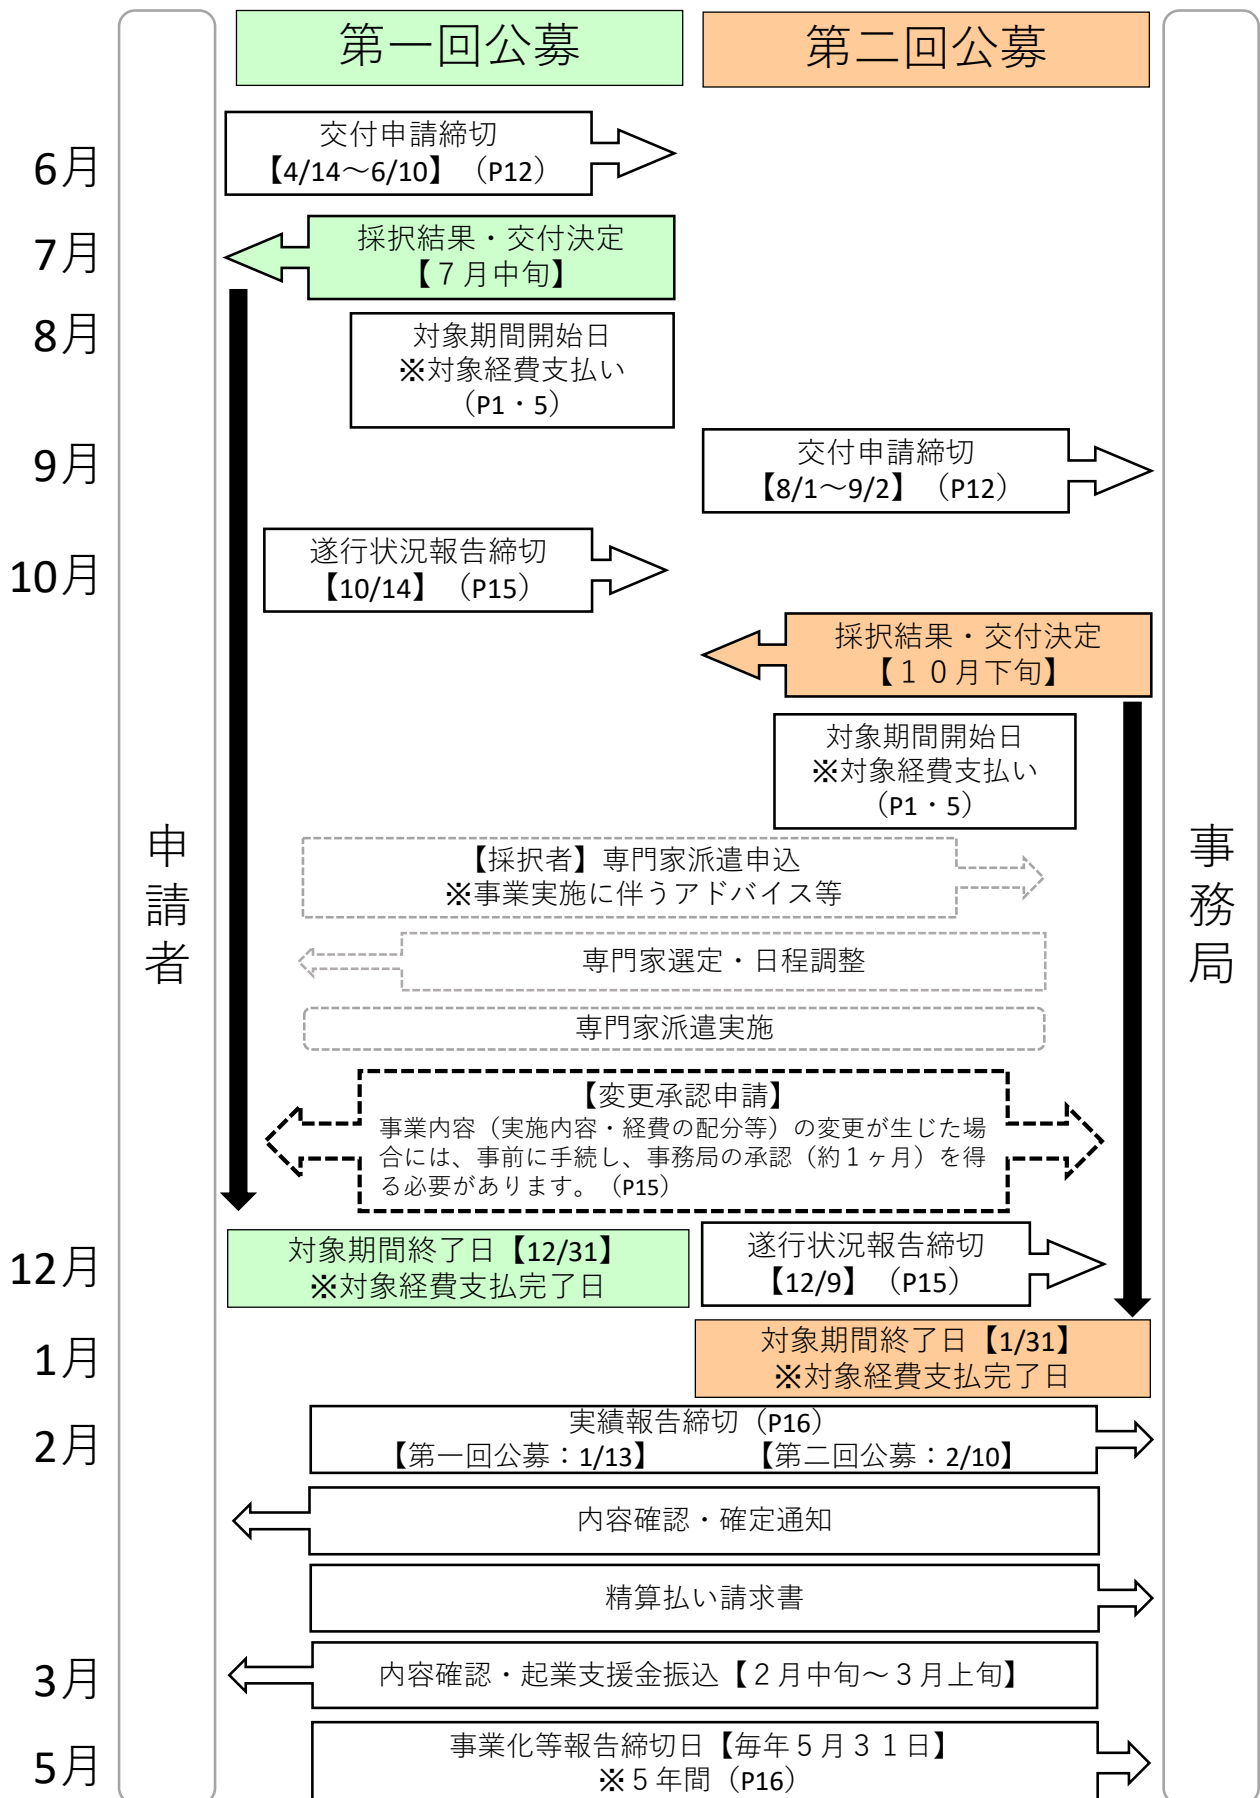 第一回公募
第二回公募
6月
交付申請締切
【4/14～6/10】（P12）
7月
採択結果・交付決定
【７月中旬】
8月
対象期間開始日
※対象経費支払い
（P1・5）
9月
交付申請締切
【8/1～9/2】（P12）
10月
遂行状況報告締切
【10/14】（P15）
採択結果・交付決定
【１０月下旬】
対象期間開始日
※対象経費支払い
（P1・5）
申請者
事務局
【採択者】専門家派遣申込
※事業実施に伴うアドバイス等
専門家選定・日程調整
専門家派遣実施
【変更承認申請】
事業内容（実施内容・経費の配分等）の変更が生じた場
合には、事前に手続し、事務局の承認（約１ヶ月）を得
る必要があります。（P15）
12月
対象期間終了日【12/31】
※対象経費支払完了日
遂行状況報告締切
【12/9】（P15）
1月
対象期間終了日【1/31】
※対象経費支払完了日
2月
実績報告締切（P16）
【第一回公募：1/13】　【第二回公募：2/10】
内容確認・確定通知
精算払い請求書
3月
内容確認・起業支援金振込【２月中旬～３月上旬】
5月
事業化等報告締切日【毎年５月３１日】
※５年間（P16）